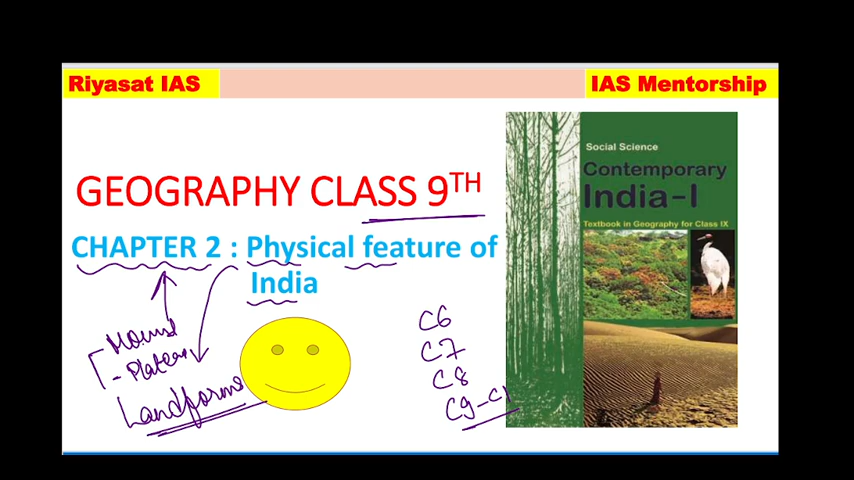 Riyasat IAS
IAS Mentorship
GEOGRAPHY CLASS 9TH
CHAPTER 2 : Physical feature of
India
Social Science
Contemporary
India-I
Textbook in Geography for Class IX
- Plateau
Landforms
C6
C7
C8
C9-C1